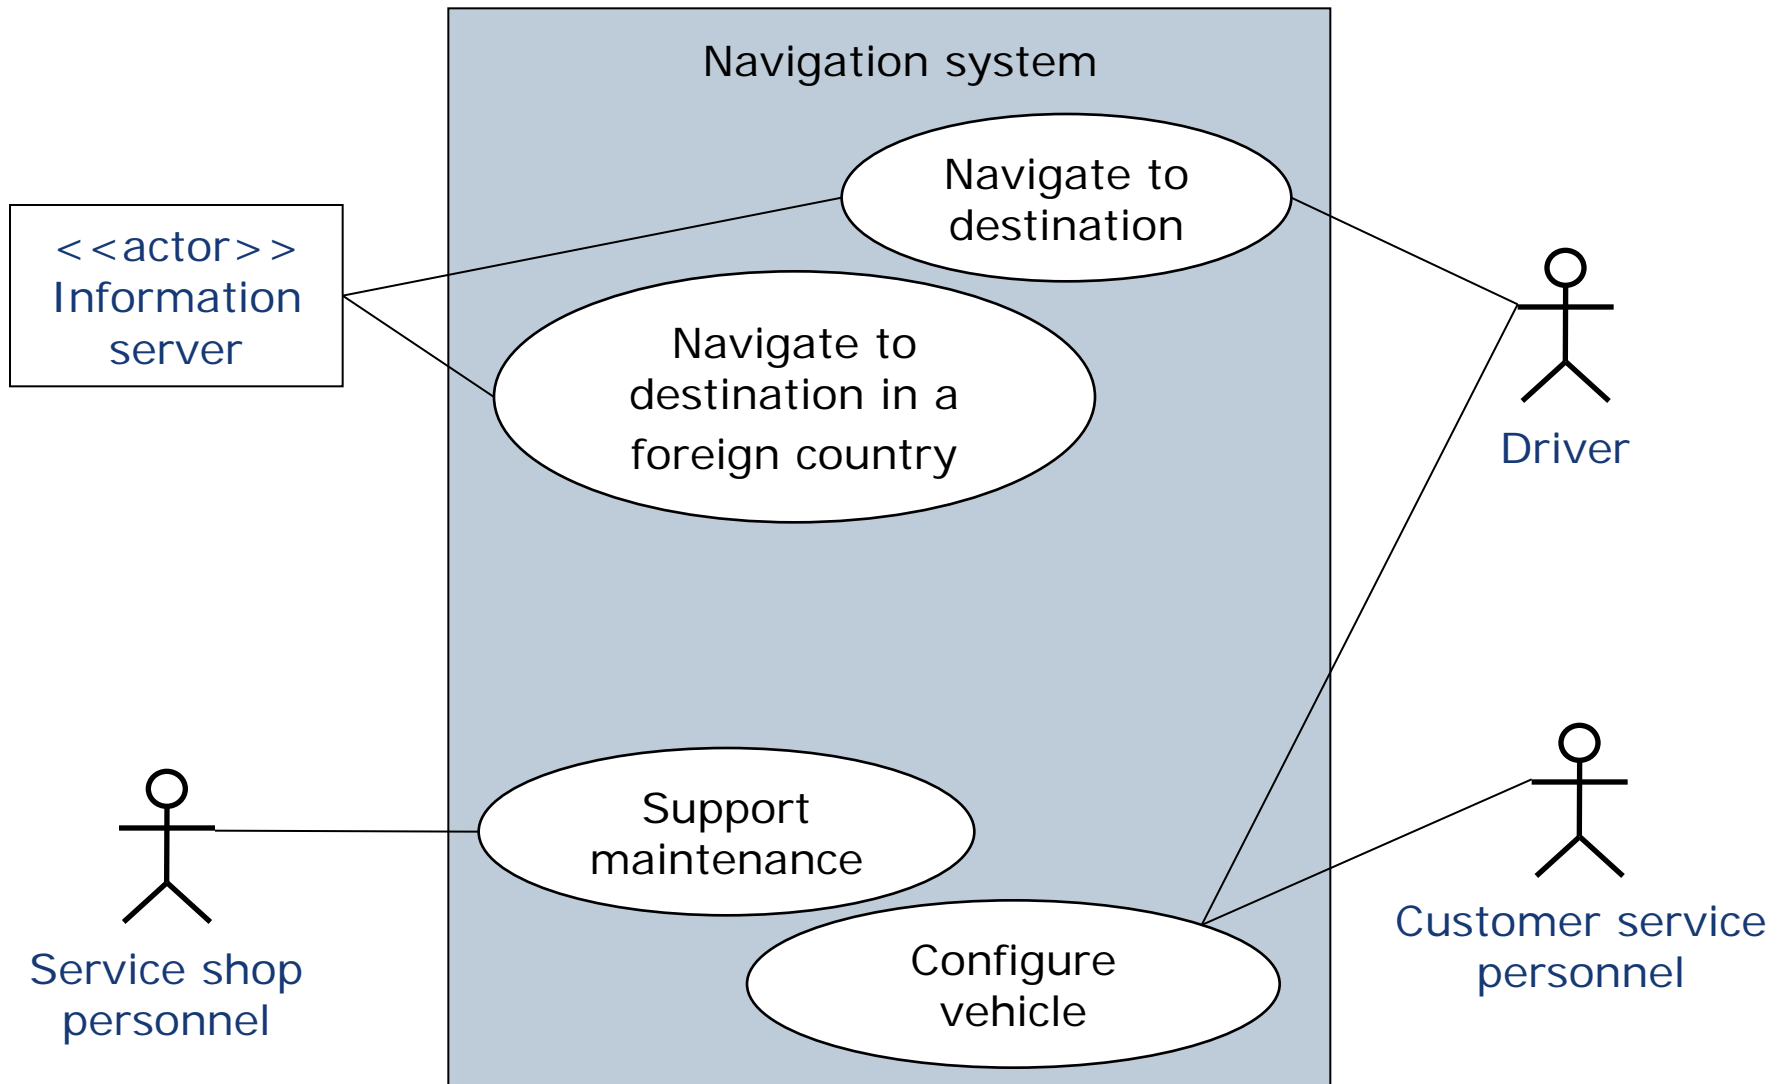 Navigation system
Navigate to
destination
<<actor>>
Information
server
Navigate to
destination in a
foreign country
Driver
Support
maintenance
Customer service
personnel
Service shop
personnel
Configure
vehicle